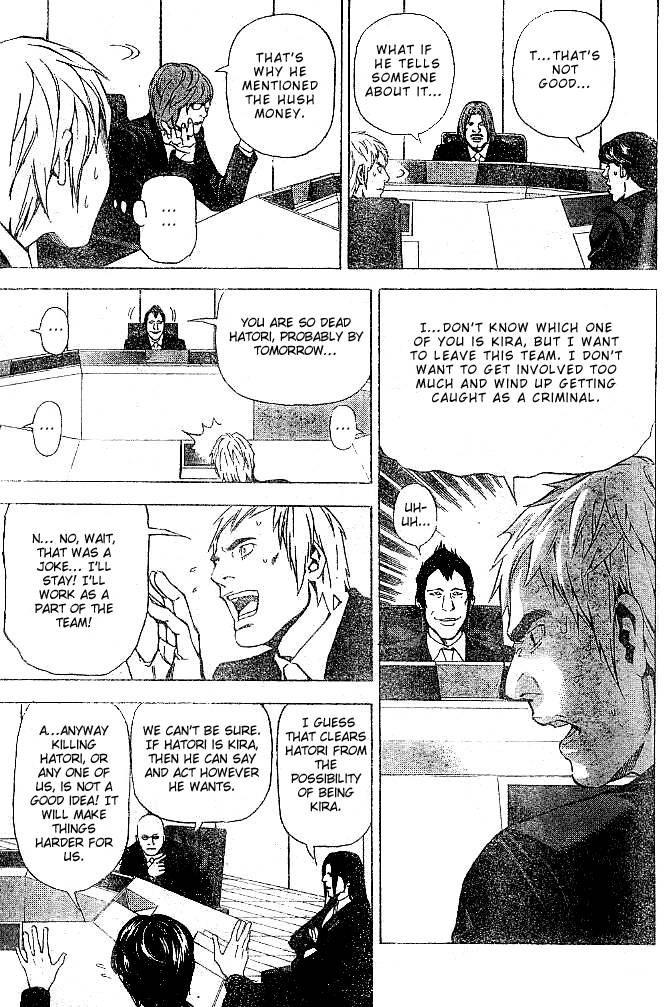 T...THAT'S
NOT
GOOD...
WHAT IF
HE TELLS
SOMEONE
ABOUT IT...
THAT'S
WHY HE
MENTIONED
THE HUSH
MONEY.
...
...
I...DON'T KNOW WHICH ONE
OF YOU IS KIRA, BUT I WANT
TO LEAVE THIS TEAM. I DON'T
WANT TO GET INVOLVED TOO
MUCH AND WIND UP GETTING
CAUGHT AS A CRIMINAL.
UH-
UH...
YOU ARE SO DEAD
HATORI, PROBABLY BY
TOMORROW...
...
...
...
N... NO, WAIT,
THAT WAS A
JOKE... I'LL
STAY! I'LL
WORK AS A
PART OF THE
TEAM!
I GUESS
THAT CLEARS
HATORI FROM
THE
POSSIBILITY
OF BEING
KIRA.
WE CAN'T BE SURE.
IF HATORI IS KIRA,
THEN HE CAN SAY
AND ACT HOWEVER
HE WANTS.
A...ANYWAY
KILLING
HATORI, OR
ANY ONE OF
US, IS NOT A
GOOD IDEA! IT
WILL MAKE
THINGS
HARDER FOR
US.